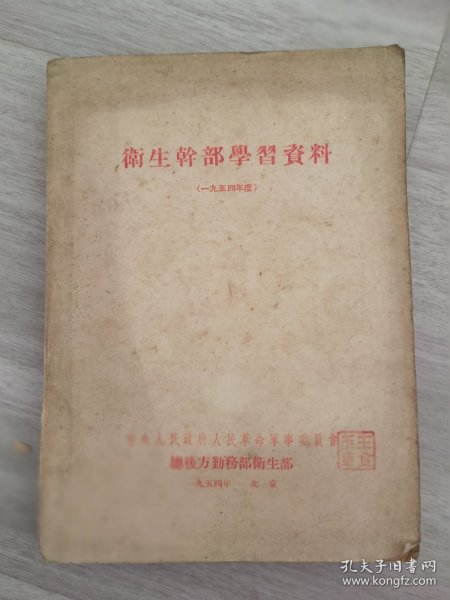 衛生幹部學習資料
(一九五四年度)
中央人民政府人民革命軍事委員會
總後方勤務部衛生部
一九五四年 北京
孔夫子旧书网
www.kongfz.com